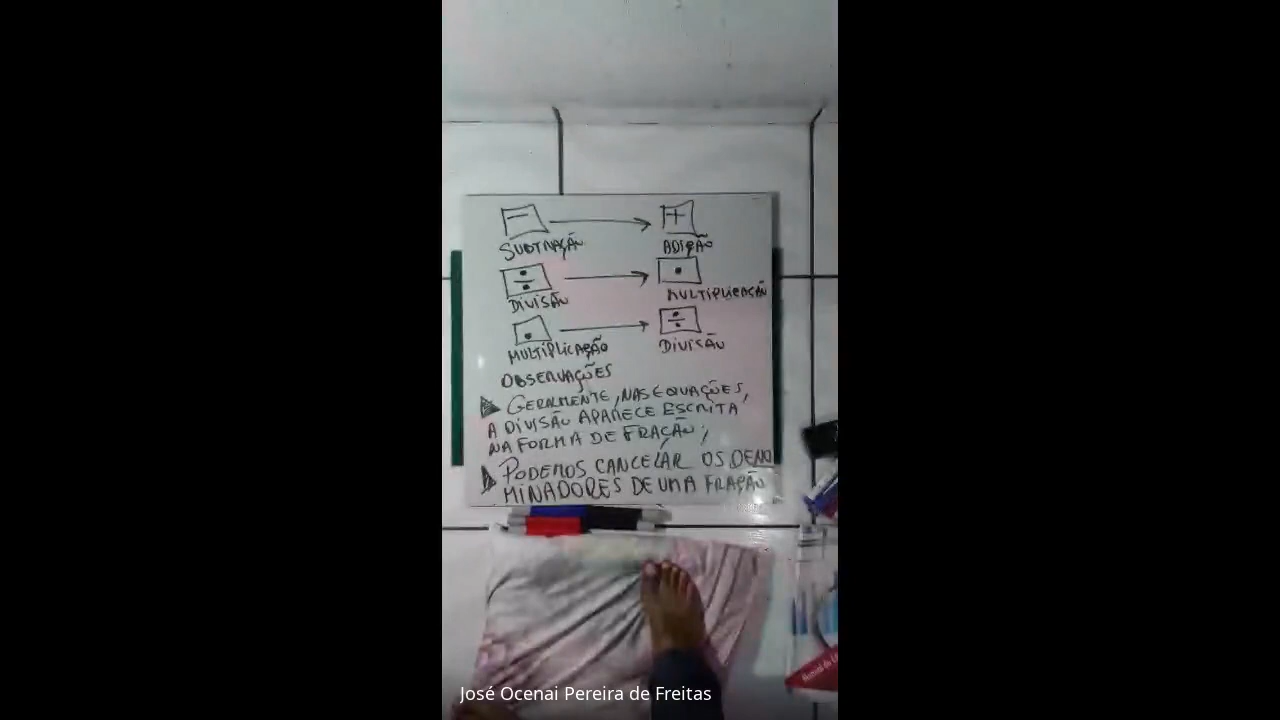 − → +
SUBTRAÇÃO ADIÇÃO
÷ → •
DIVISÃO MULTIPLICAÇÃO
• → ÷
MULTIPLICAÇÃO DIVISÃO
OBSERVAÇÕES
GERALMENTE, NAS EQUAÇÕES,
A DIVISÃO APARECE ESCRITA
NA FORMA DE FRAÇÃO;
PODEMOS CANCELAR OS DENO
MINADORES DE UMA FRAÇÃO
José Ocenai Pereira de Freitas